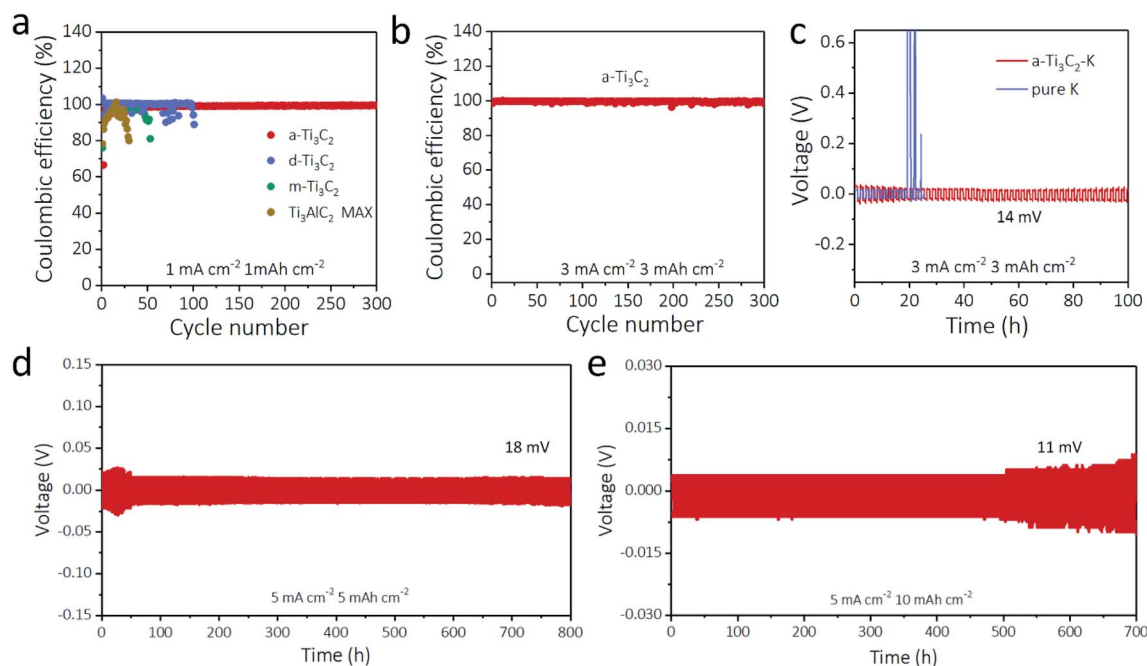 a
140
120
100
80
60
40
20
0
Coulombic efficiency (%)
a-Ti₃C₂
d-Ti₃C₂
m-Ti₃C₂
Ti₃AlC₂ MAX
1 mA cm⁻² 1mAh cm⁻²
0 50 100 150 200 250 300
Cycle number
b
140
120
100
80
60
40
20
0
Coulombic efficiency (%)
a-Ti₃C₂
3 mA cm⁻² 3 mAh cm⁻²
0 50 100 150 200 250 300
Cycle number
c
0.6
0.4
0.2
0.0
-0.2
Voltage (V)
a-Ti₃C₂-K
pure K
14 mV
3 mA cm⁻² 3 mAh cm⁻²
0 20 40 60 80 100
Time (h)
d
0.15
0.10
0.05
0.00
-0.05
-0.10
-0.15
Voltage (V)
18 mV
5 mA cm⁻² 5 mAh cm⁻²
0 100 200 300 400 500 600 700 800
Time (h)
e
0.030
0.015
0.000
-0.015
-0.030
Voltage (V)
11 mV
5 mA cm⁻² 10 mAh cm⁻²
0 100 200 300 400 500 600 700
Time (h)